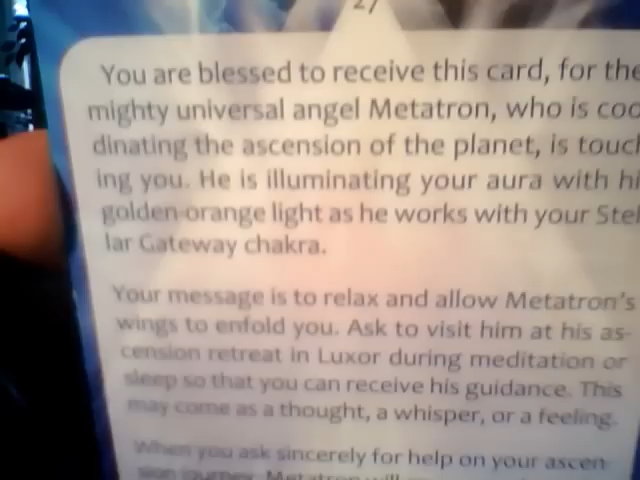 27
You are blessed to receive this card, for the
mighty universal angel Metatron, who is coo
dinating the ascension of the planet, is touch
ing you. He is illuminating your aura with hi
golden-orange light as he works with your Stel
lar Gateway chakra.
Your message is to relax and allow Metatron's
wings to enfold you. Ask to visit him at his as-
cension retreat in Luxor during meditation or
sleep so that you can receive his guidance. This
may come as a thought, a whisper, or a feeling.
When you ask sincerely for help on your ascen-
sion journey, Metatron will